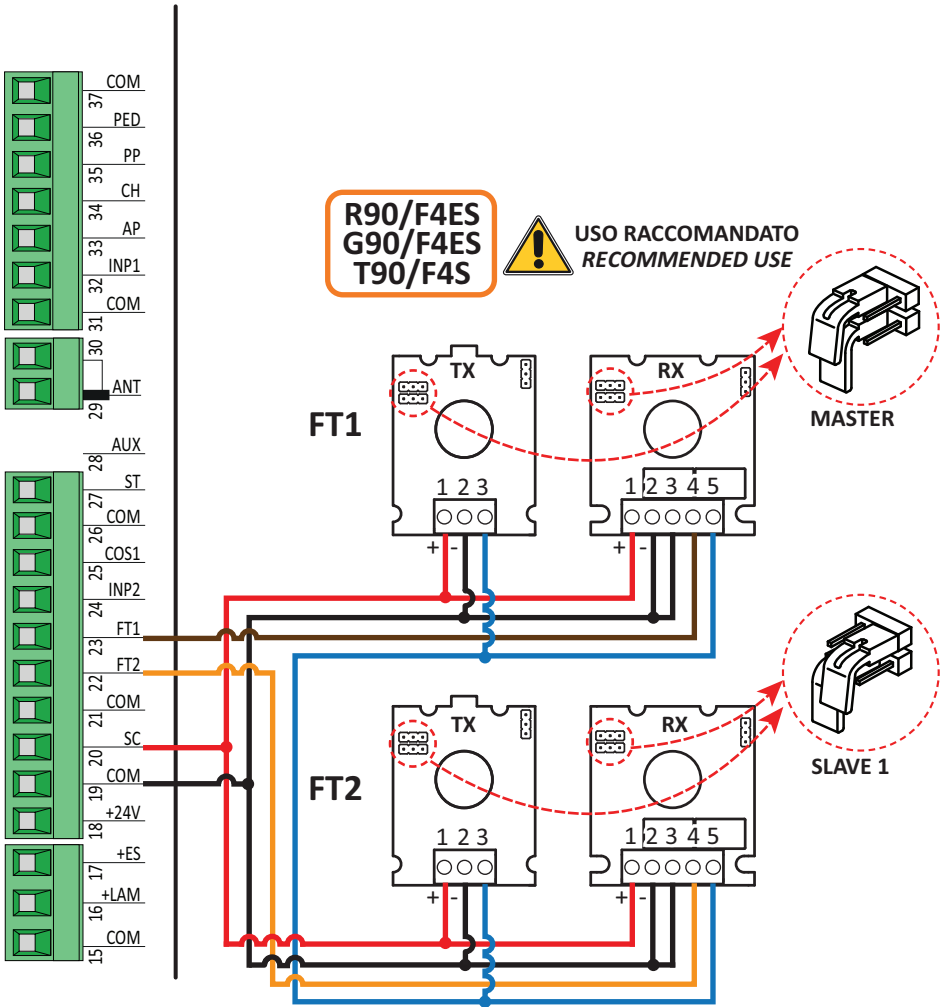 COM
37
PED
36
PP
35
CH
34
AP
33
INP1
32
COM
31
30
ANT
29
AUX
28
ST
27
COM
26
COS1
25
INP2
24
FT1
23
FT2
22
COM
21
SC
20
COM
19
+24V
18
+ES
17
+LAM
16
COM
15
R90/F4ES
G90/F4ES
T90/F4S
USO RACCOMANDATO
RECOMMENDED USE
MASTER
FT1
TX
1 2 3
+ -
RX
1 2 3 4 5
+ -
SLAVE 1
FT2
TX
1 2 3
+ -
RX
1 2 3 4 5
+ -